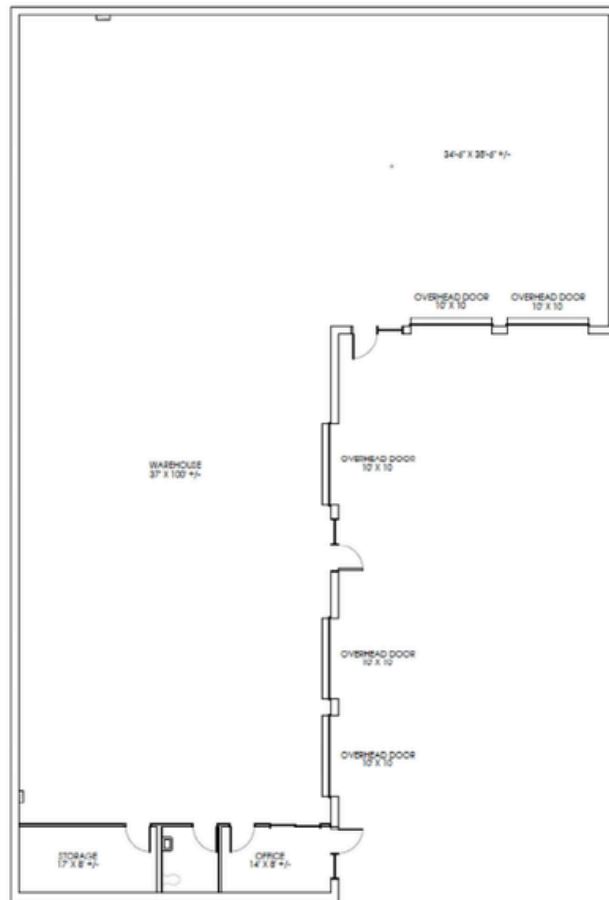 34'-6" X 38'-6" +/-
OVERHEAD DOOR
10' X 10
OVERHEAD DOOR
10' X 10
OVERHEAD DOOR
10' X 10
WAREHOUSE
37' X 100' +/-
OVERHEAD DOOR
10' X 10
OVERHEAD DOOR
10' X 10
STORAGE
17' X 8' +/-
OFFICE
14' X 8' +/-